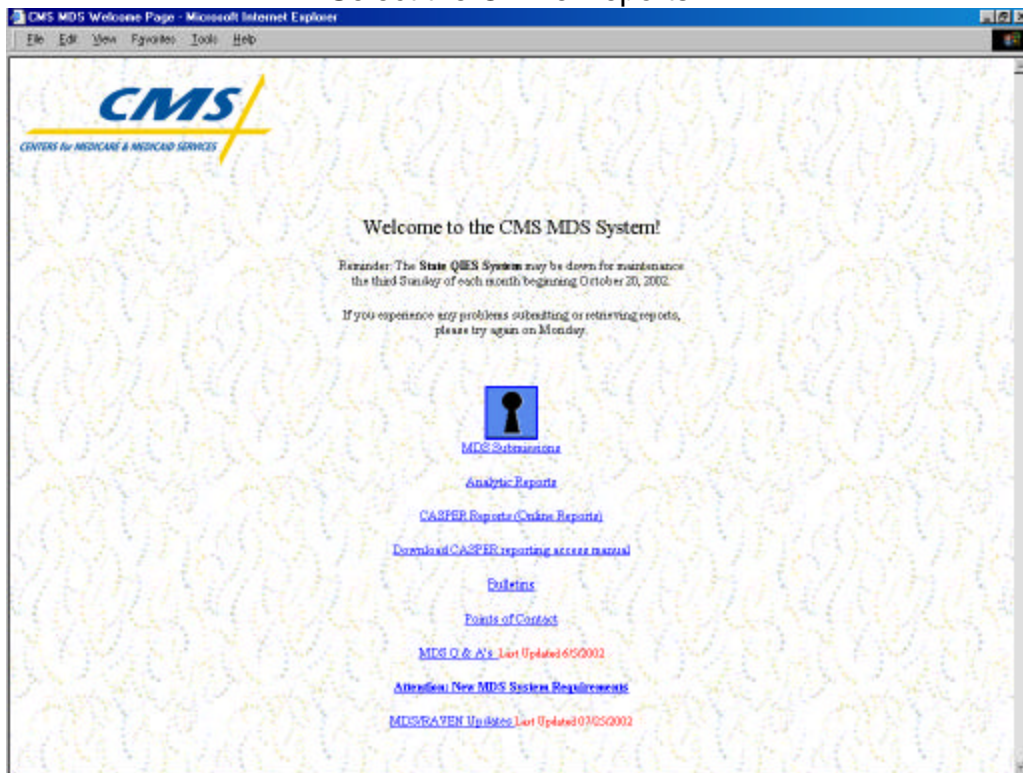 CMS MDS Welcome Page - Microsoft Internet Explorer
File Edit View Favorites Tools Help
CMS
CENTERS for MEDICARE & MEDICAID SERVICES
Welcome to the CMS MDS System!
Reminder: The State QIES System may be down for maintenance
the third Sunday of each month beginning October 20, 2002.
If you experience any problems submitting or retrieving reports,
please try again on Monday.
MDS Submissions
Analytic Reports
CASPER Reports (Online Reports)
Download CASPER reporting access manual
Bulletins
Points of Contact
MDS Q & A's Last Updated 6/5/2002
Attention: New MDS System Requirements
MDS/RAVEN Updates Last Updated 07/25/2002